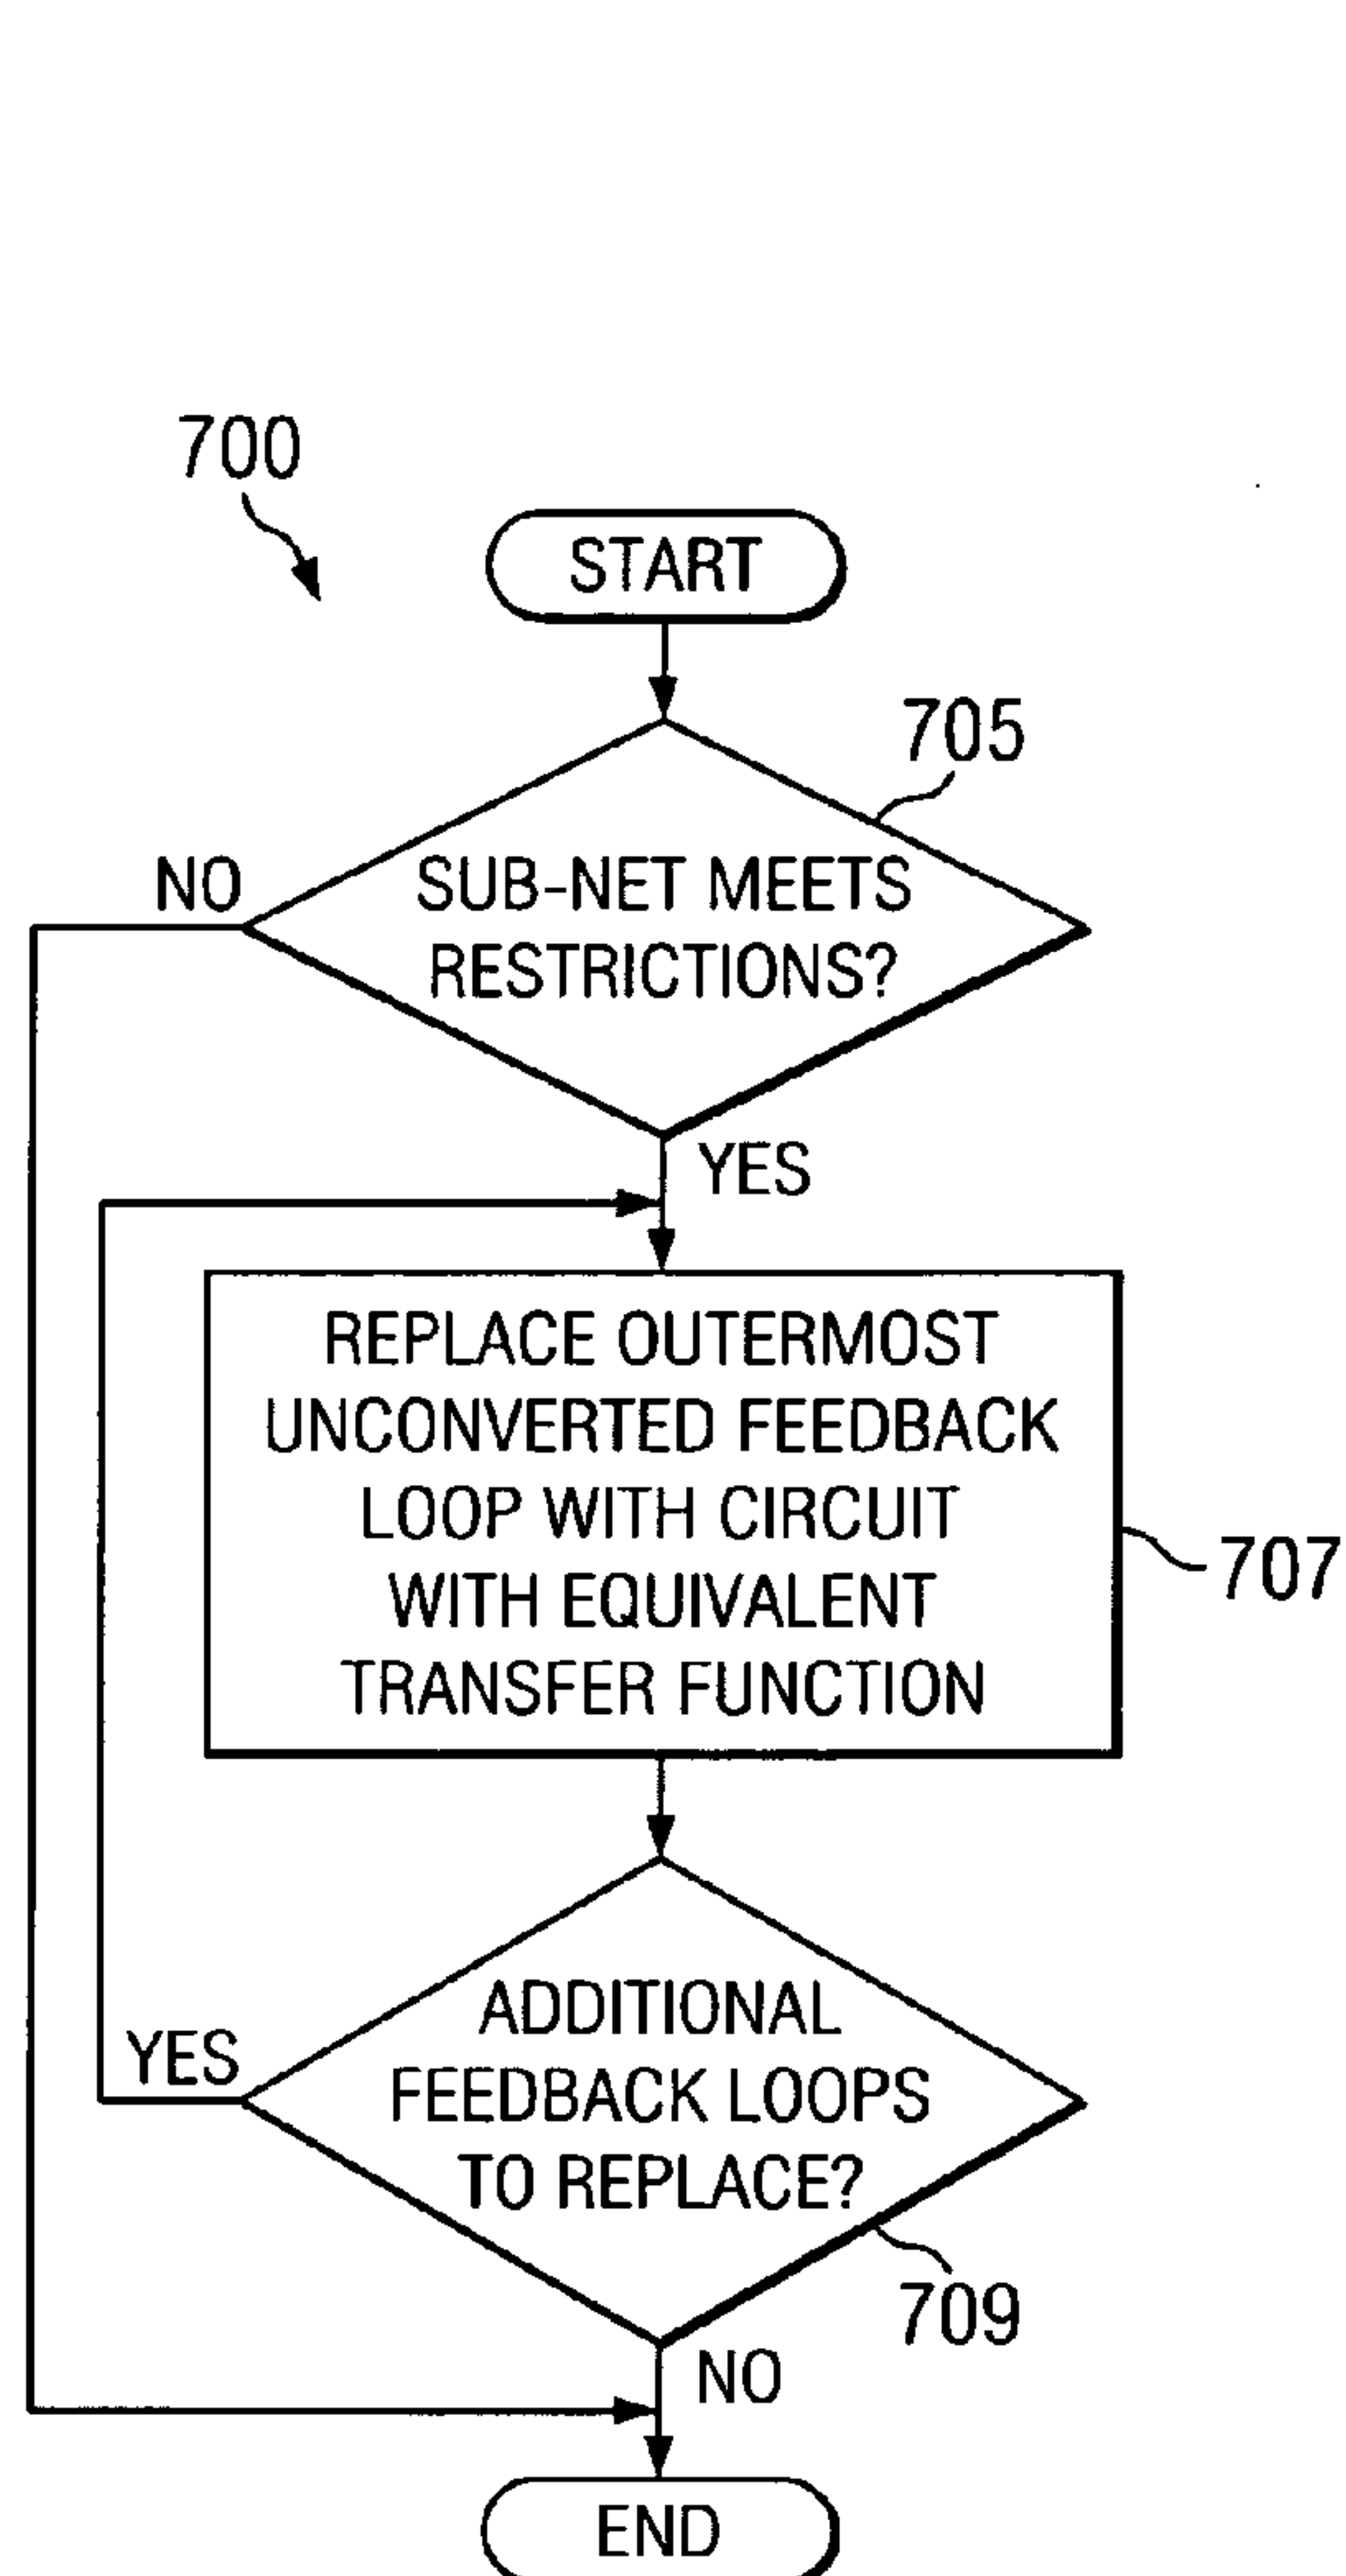 700
START
705
NO
SUB-NET MEETS
RESTRICTIONS?
YES
REPLACE OUTERMOST
UNCONVERTED FEEDBACK
LOOP WITH CIRCUIT
WITH EQUIVALENT
TRANSFER FUNCTION
707
ADDITIONAL
YES
FEEDBACK LOOPS
TO REPLACE?
709
NO
END